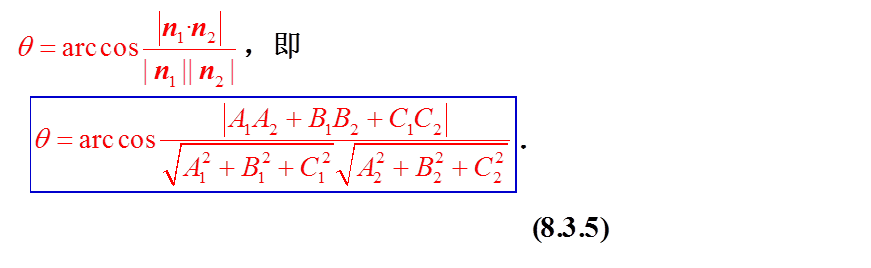 θ = arccos |n₁·n₂| / (|n₁||n₂|) ，即
θ = arccos |A₁A₂ + B₁B₂ + C₁C₂| / (√(A₁² + B₁² + C₁²) √(A₂² + B₂² + C₂²)) .
(8.3.5)